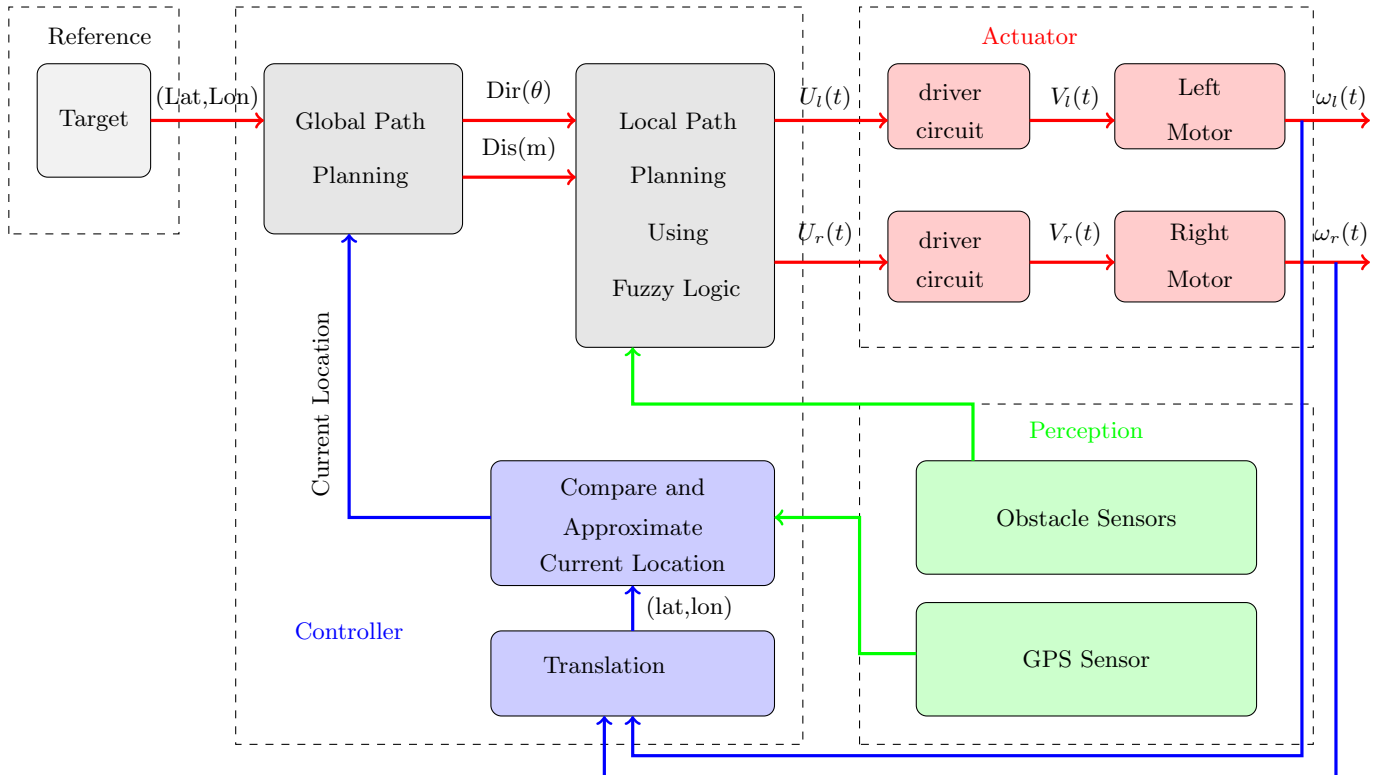 Reference
Target
(Lat,Lon)
Global Path
Planning
Dir(θ)
Dis(m)
Local Path
Planning
Using
Fuzzy Logic
U_l(t)
U_r(t)
Actuator
driver
circuit
V_l(t)
Left
Motor
ω_l(t)
driver
circuit
V_r(t)
Right
Motor
ω_r(t)
Current Location
Perception
Obstacle Sensors
GPS Sensor
Compare and
Approximate
Current Location
(lat,lon)
Controller
Translation